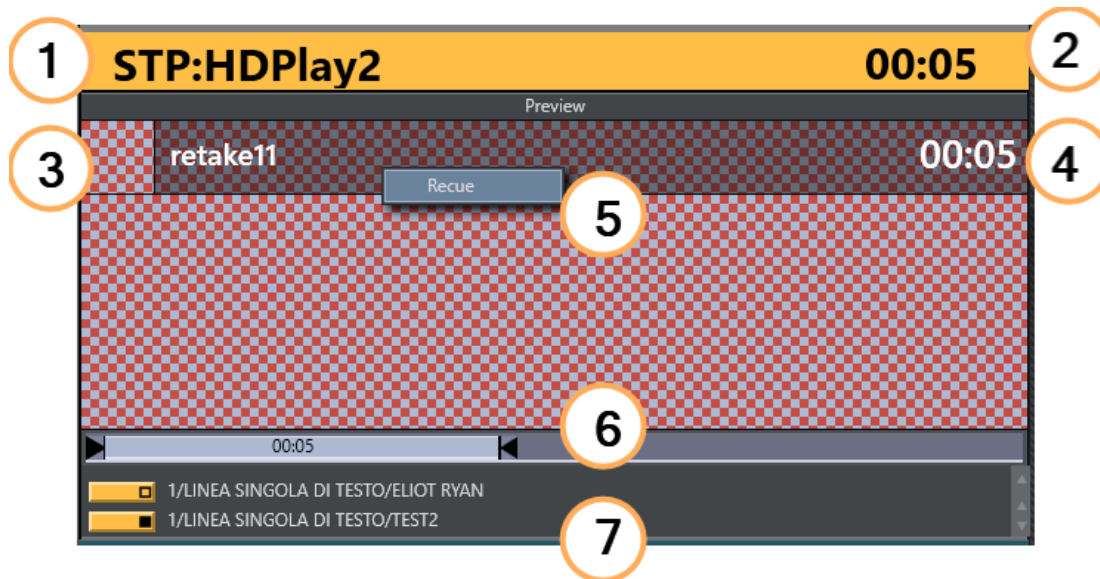 1
STP:HDPlay2 00:05
2
Preview
3
retake11 00:05
4
Recue
5
6
00:05
1/LINEA SINGOLA DI TESTO/ELIOT RYAN
1/LINEA SINGOLA DI TESTO/TEST2
7